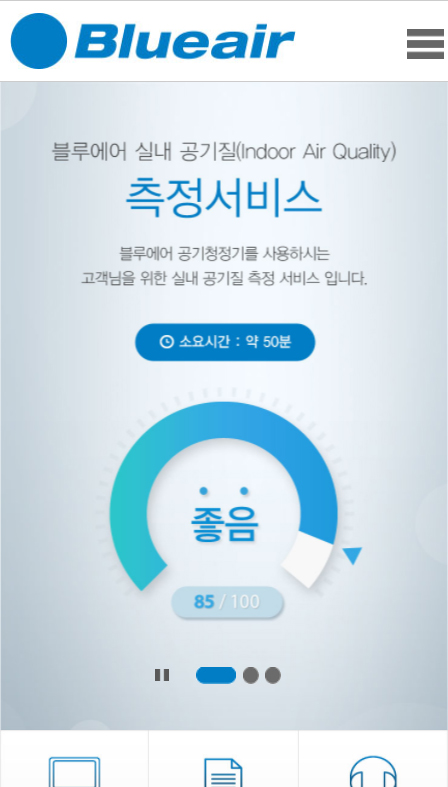 Blueair
블루에어 실내 공기질(Indoor Air Quality)
측정서비스
블루에어 공기청정기를 사용하시는
고객님을 위한 실내 공기질 측정 서비스 입니다.
소요시간 : 약 50분
좋음
85 / 100